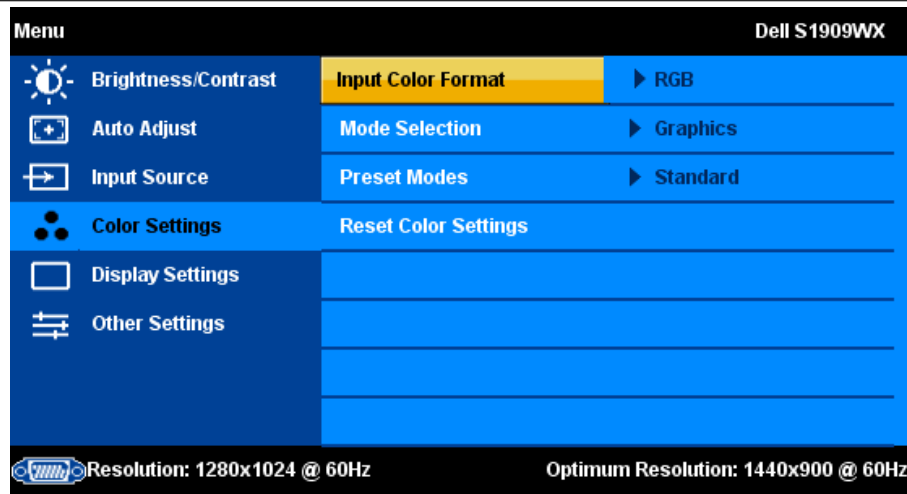 Menu Dell S1909WX
Brightness/Contrast Input Color Format RGB
Auto Adjust Mode Selection Graphics
Input Source Preset Modes Standard
Color Settings Reset Color Settings
Display Settings
Other Settings
Resolution: 1280x1024 @ 60Hz Optimum Resolution: 1440x900 @ 60Hz